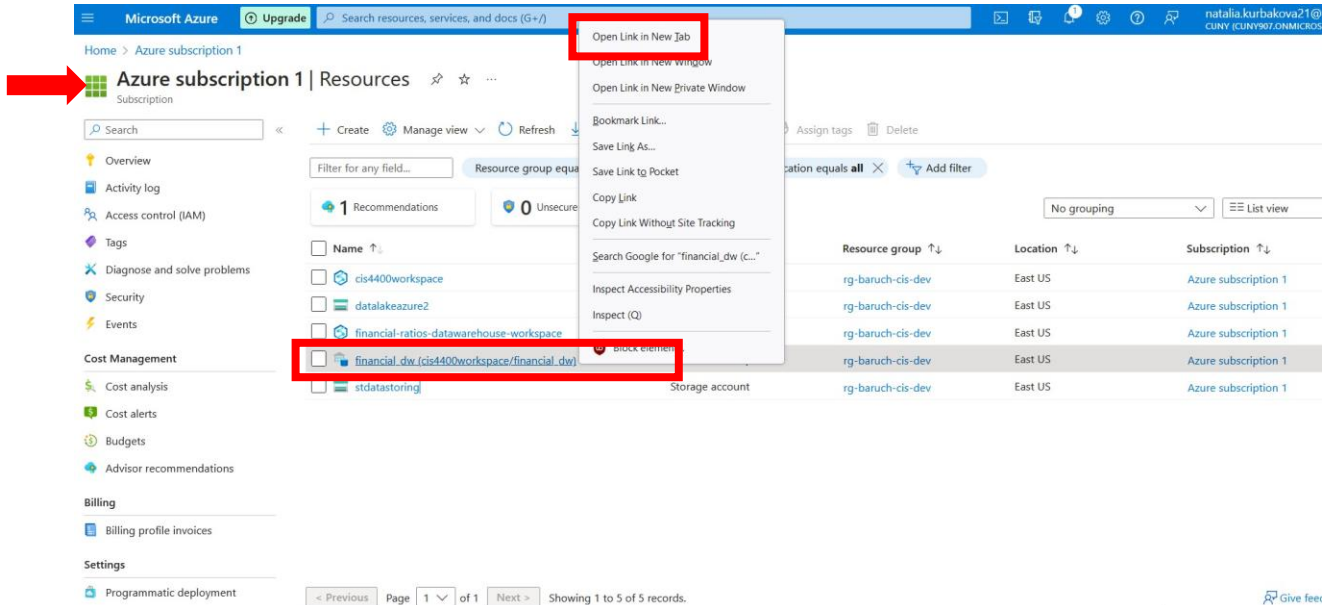 Microsoft Azure
Upgrade
Search resources, services, and docs (G+/)
natalia.kurbakova21@
CUNY (CUNY907.ONMICROS
Home > Azure subscription 1
Azure subscription 1 | Resources
Subscription
Search
Overview
Activity log
Access control (IAM)
Tags
Diagnose and solve problems
Security
Events
Cost Management
Cost analysis
Cost alerts
Budgets
Advisor recommendations
Billing
Billing profile invoices
Settings
Programmatic deployment
Create Manage view Refresh Assign tags Delete
Filter for any field... Resource group equa cation equals all Add filter
1 Recommendations 0 Unsecure
No grouping List view
Name Resource group Location Subscription
cis4400workspace rg-baruch-cis-dev East US Azure subscription 1
datalakeazure2 rg-baruch-cis-dev East US Azure subscription 1
financial-ratios-datawarehouse-workspace rg-baruch-cis-dev East US Azure subscription 1
financial_dw (cis4400workspace/financial_dw) rg-baruch-cis-dev East US Azure subscription 1
stdatastoring Storage account rg-baruch-cis-dev East US Azure subscription 1
Open Link in New Tab
Open Link in New Window
Open Link in New Private Window
Bookmark Link...
Save Link As...
Save Link to Pocket
Copy Link
Copy Link Without Site Tracking
Search Google for "financial_dw (c..."
Inspect Accessibility Properties
Inspect (Q)
Block element
< Previous Page 1 of 1 Next > Showing 1 to 5 of 5 records.
Give feed